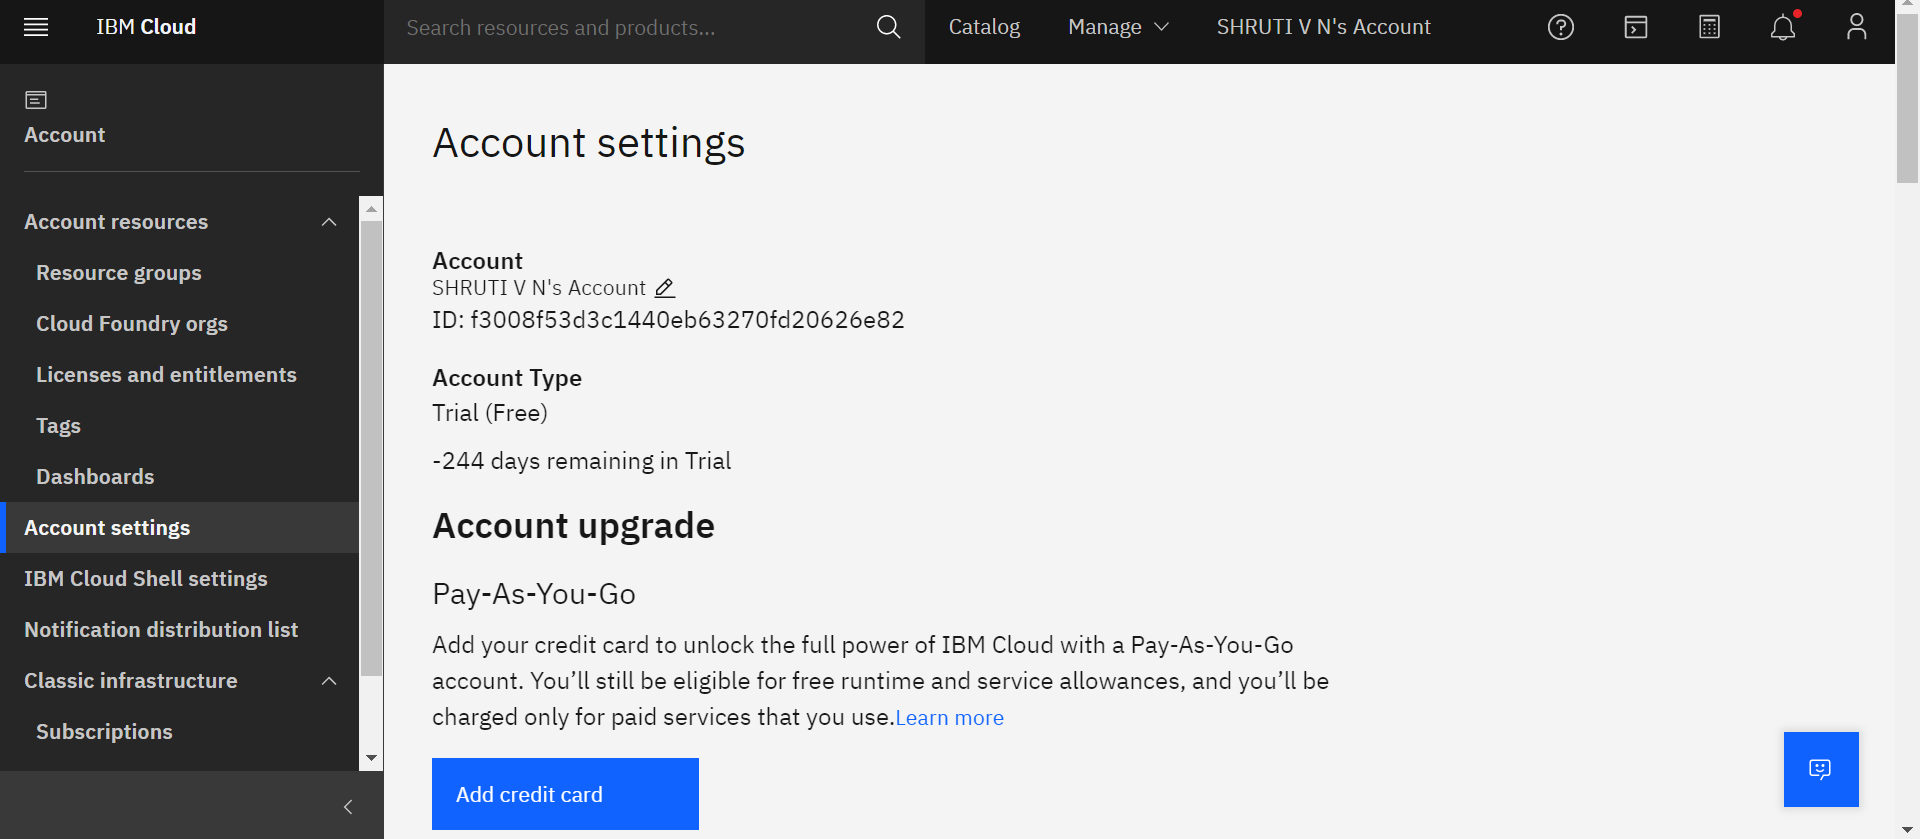 IBM Cloud
Search resources and products...
Catalog
Manage
SHRUTI V N's Account
Account
Account resources
Resource groups
Cloud Foundry orgs
Licenses and entitlements
Tags
Dashboards
Account settings
IBM Cloud Shell settings
Notification distribution list
Classic infrastructure
Subscriptions
Account settings
Account
SHRUTI V N's Account
ID: f3008f53d3c1440eb63270fd20626e82
Account Type
Trial (Free)
-244 days remaining in Trial
Account upgrade
Pay-As-You-Go
Add your credit card to unlock the full power of IBM Cloud with a Pay-As-You-Go
account. You’ll still be eligible for free runtime and service allowances, and you’ll be
charged only for paid services that you use.Learn more
Add credit card